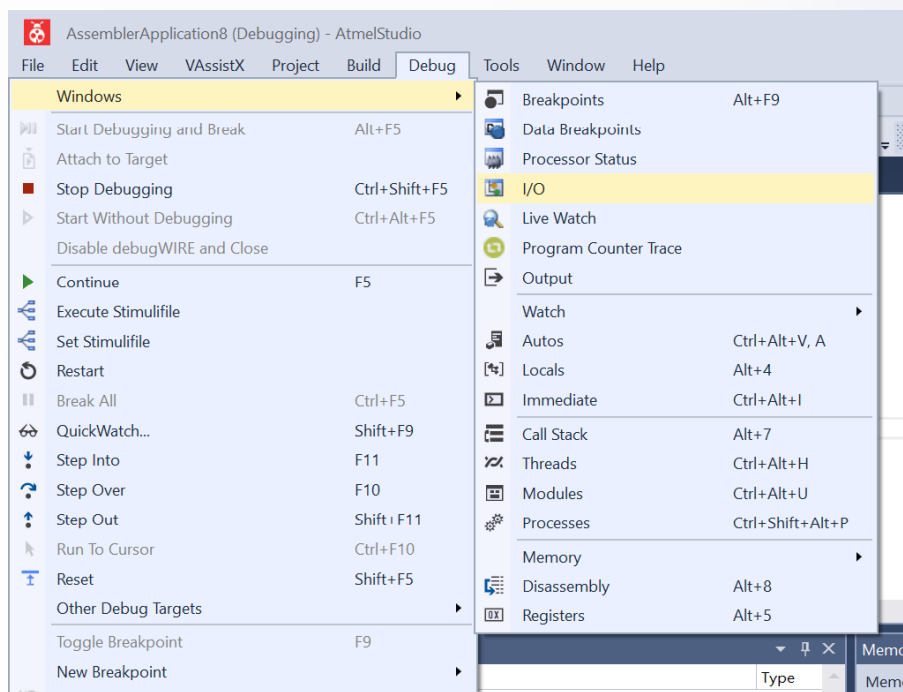 AssemblerApplication8 (Debugging) - AtmelStudio
File Edit View VAssistX Project Build Debug Tools Window Help
Windows
Start Debugging and Break Alt+F5
Attach to Target
Stop Debugging Ctrl+Shift+F5
Start Without Debugging Ctrl+Alt+F5
Disable debugWIRE and Close
Continue F5
Execute Stimulifile
Set Stimulifile
Restart
Break All Ctrl+F5
QuickWatch... Shift+F9
Step Into F11
Step Over F10
Step Out Shift+F11
Run To Cursor Ctrl+F10
Reset Shift+F5
Other Debug Targets
Toggle Breakpoint F9
New Breakpoint
Breakpoints Alt+F9
Data Breakpoints
Processor Status
I/O
Live Watch
Program Counter Trace
Output
Watch
Autos Ctrl+Alt+V, A
Locals Alt+4
Immediate Ctrl+Alt+I
Call Stack Alt+7
Threads Ctrl+Alt+H
Modules Ctrl+Alt+U
Processes Ctrl+Shift+Alt+P
Memory
Disassembly Alt+8
Registers Alt+5
Type
Memo
Mem